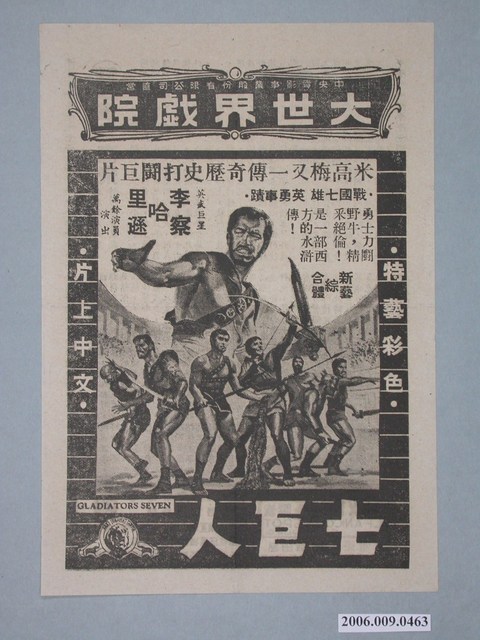 中央電影事業股份有限公司直營
大世界戲院
米高梅又一傳奇歷史打鬪巨片
•戰國七雄 英勇事蹟•
勇士力鬪
野牛，精
釆絕倫！
是一部西
方的水滸
傳！
新藝
綜
合體
英武巨星
李察
哈
里遜
萬餘演員
演出
•特藝彩色•
•片上中文•
GLADIATORS SEVEN
七巨人
2006.009.0463